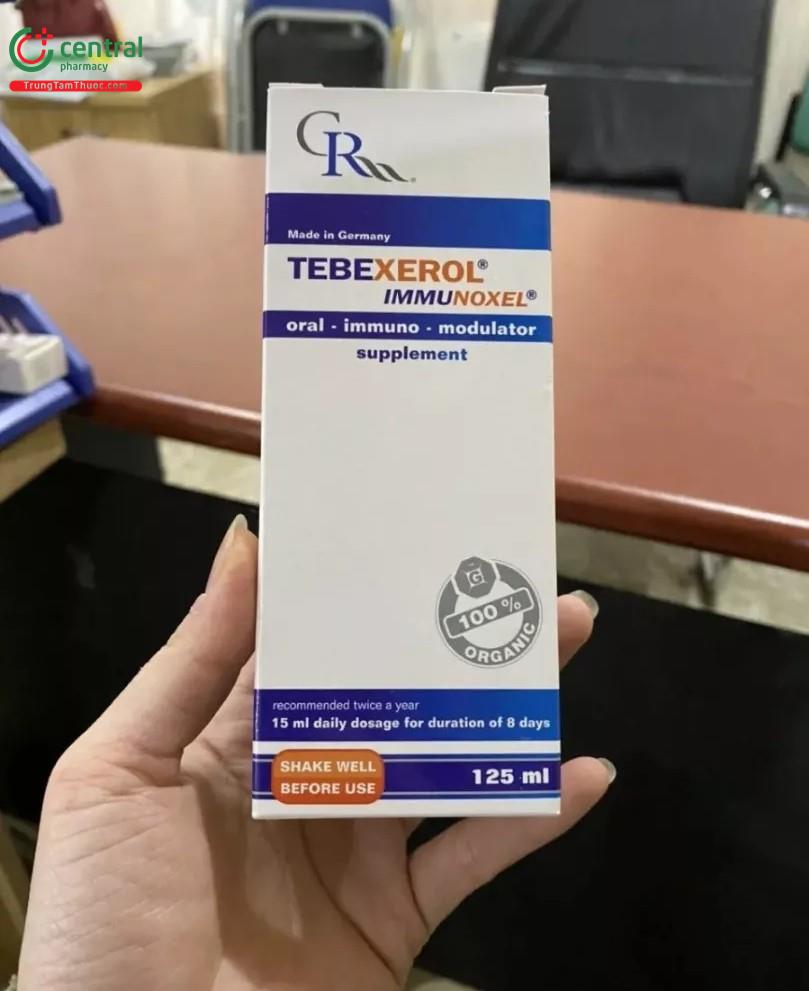 central
pharmacy
TrungTamThuoc.com
CR
Made in Germany
TEBEXEROL®
IMMUNOXEL®
oral - immuno - modulator
supplement
G
100 %
ORGANIC
recommended twice a year
15 ml daily dosage for duration of 8 days
SHAKE WELL
BEFORE USE
125 ml